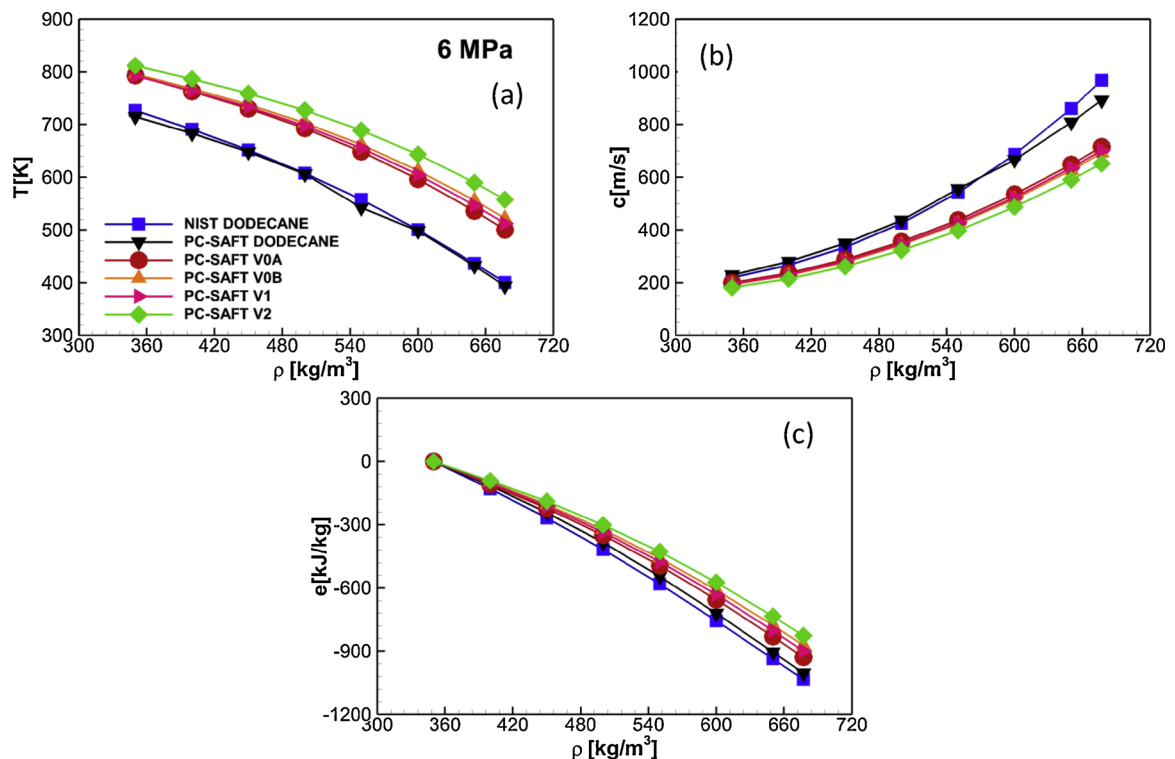 900
800
700
600
500
400
300
T[K]
6 MPa
(a)
NIST DODECANE
PC-SAFT DODECANE
PC-SAFT V0A
PC-SAFT V0B
PC-SAFT V1
PC-SAFT V2
300 360 420 480 540 600 660 720
ρ [kg/m³]
1000
800
600
400
200
0
c[m/s]
(b)
300 360 420 480 540 600 660 720
ρ [kg/m³]
300
0
-300
-600
-900
-1200
e[kJ/kg]
(c)
300 360 420 480 540 600 660 720
ρ [kg/m³]